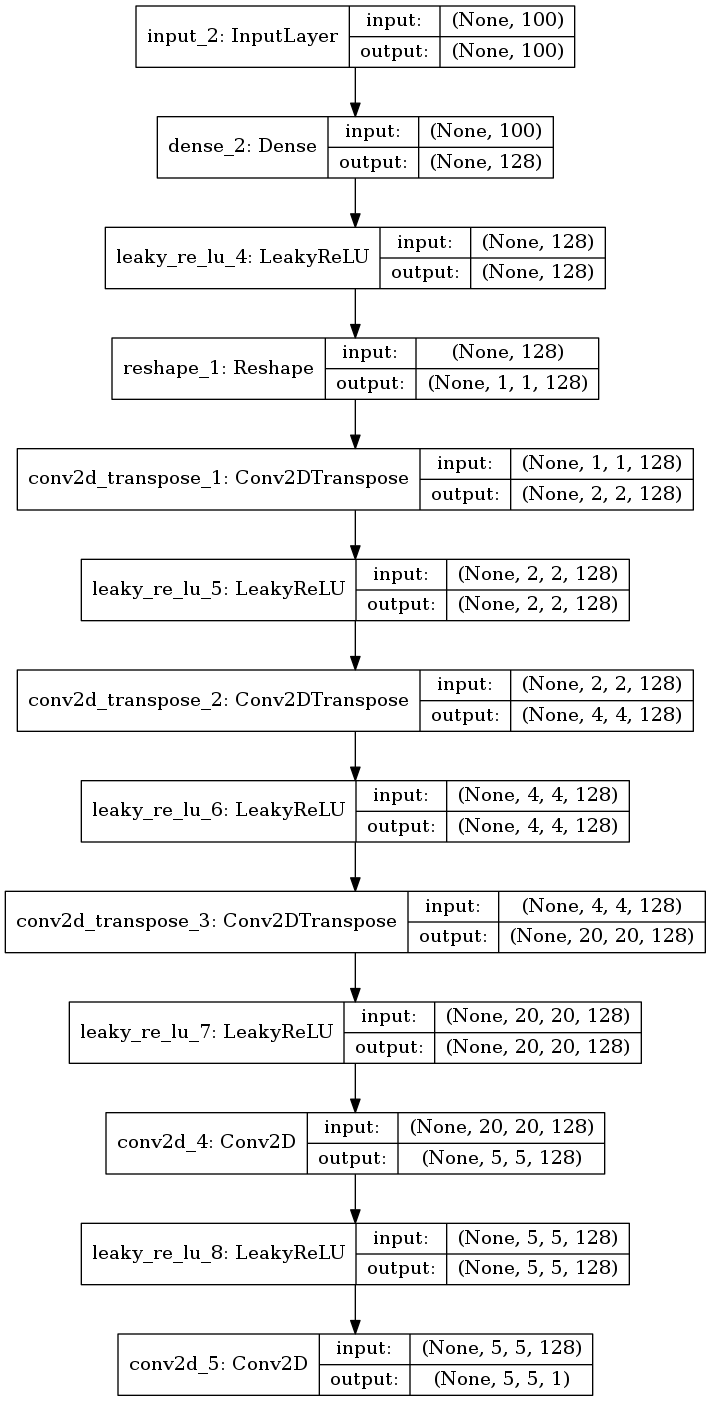 input_2: InputLayer
input: (None, 100)
output: (None, 100)
dense_2: Dense
input: (None, 100)
output: (None, 128)
leaky_re_lu_4: LeakyReLU
input: (None, 128)
output: (None, 128)
reshape_1: Reshape
input: (None, 128)
output: (None, 1, 1, 128)
conv2d_transpose_1: Conv2DTranspose
input: (None, 1, 1, 128)
output: (None, 2, 2, 128)
leaky_re_lu_5: LeakyReLU
input: (None, 2, 2, 128)
output: (None, 2, 2, 128)
conv2d_transpose_2: Conv2DTranspose
input: (None, 2, 2, 128)
output: (None, 4, 4, 128)
leaky_re_lu_6: LeakyReLU
input: (None, 4, 4, 128)
output: (None, 4, 4, 128)
conv2d_transpose_3: Conv2DTranspose
input: (None, 4, 4, 128)
output: (None, 20, 20, 128)
leaky_re_lu_7: LeakyReLU
input: (None, 20, 20, 128)
output: (None, 20, 20, 128)
conv2d_4: Conv2D
input: (None, 20, 20, 128)
output: (None, 5, 5, 128)
leaky_re_lu_8: LeakyReLU
input: (None, 5, 5, 128)
output: (None, 5, 5, 128)
conv2d_5: Conv2D
input: (None, 5, 5, 128)
output: (None, 5, 5, 1)